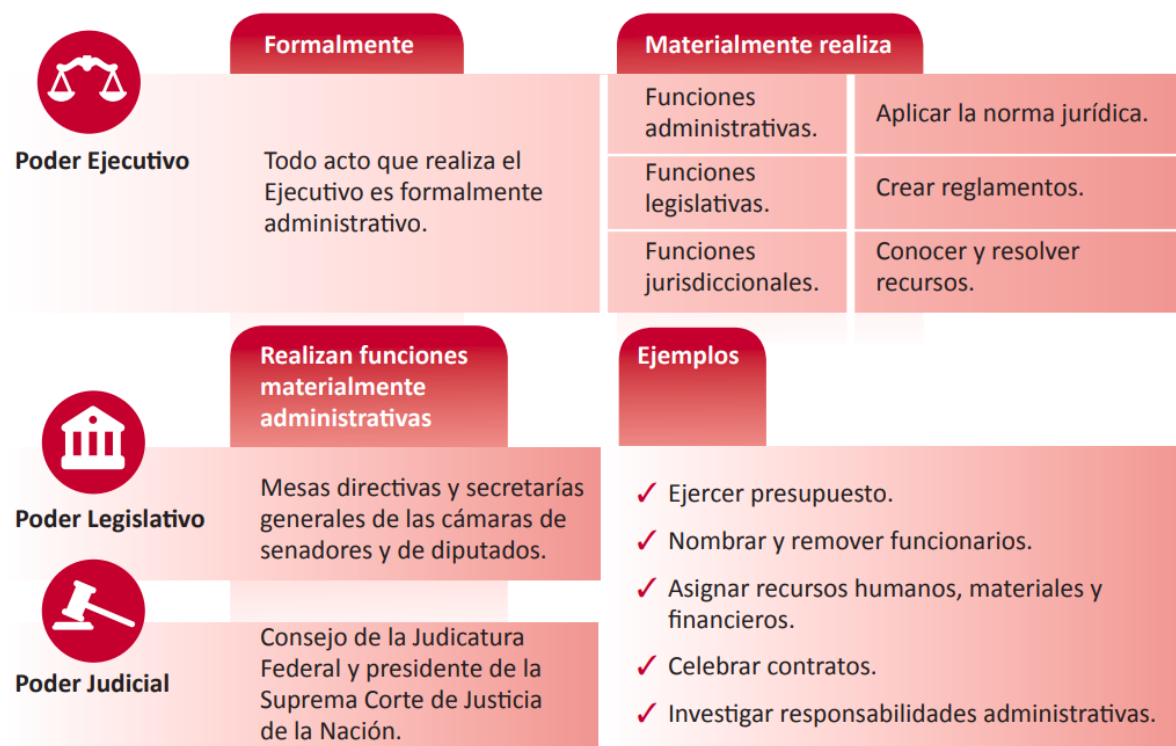 Formalmente
Materialmente realiza
Poder Ejecutivo
Todo acto que realiza el
Ejecutivo es formalmente
administrativo.
Funciones
administrativas.
Aplicar la norma jurídica.
Funciones
legislativas.
Crear reglamentos.
Funciones
jurisdiccionales.
Conocer y resolver
recursos.
Realizan funciones
materialmente
administrativas
Ejemplos
Poder Legislativo
Mesas directivas y secretarías
generales de las cámaras de
senadores y de diputados.
Poder Judicial
Consejo de la Judicatura
Federal y presidente de la
Suprema Corte de Justicia
de la Nación.
✓ Ejercer presupuesto.
✓ Nombrar y remover funcionarios.
✓ Asignar recursos humanos, materiales y
financieros.
✓ Celebrar contratos.
✓ Investigar responsabilidades administrativas.